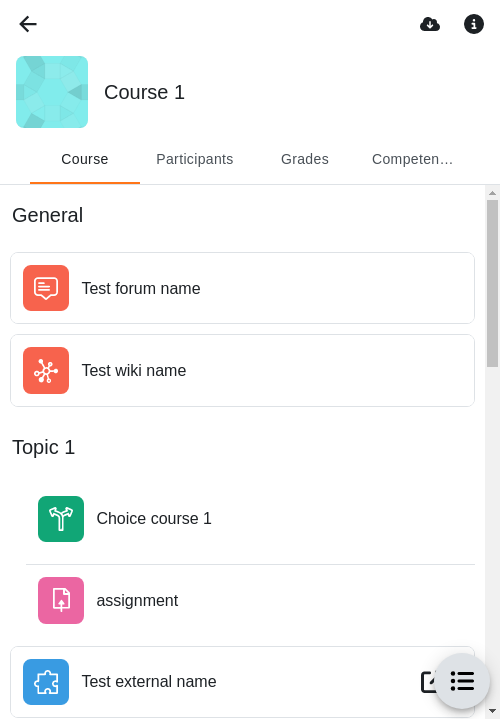 Course 1
Course
Participants
Grades
Competen…
General
Test forum name
Test wiki name
Topic 1
Choice course 1
assignment
Test external name